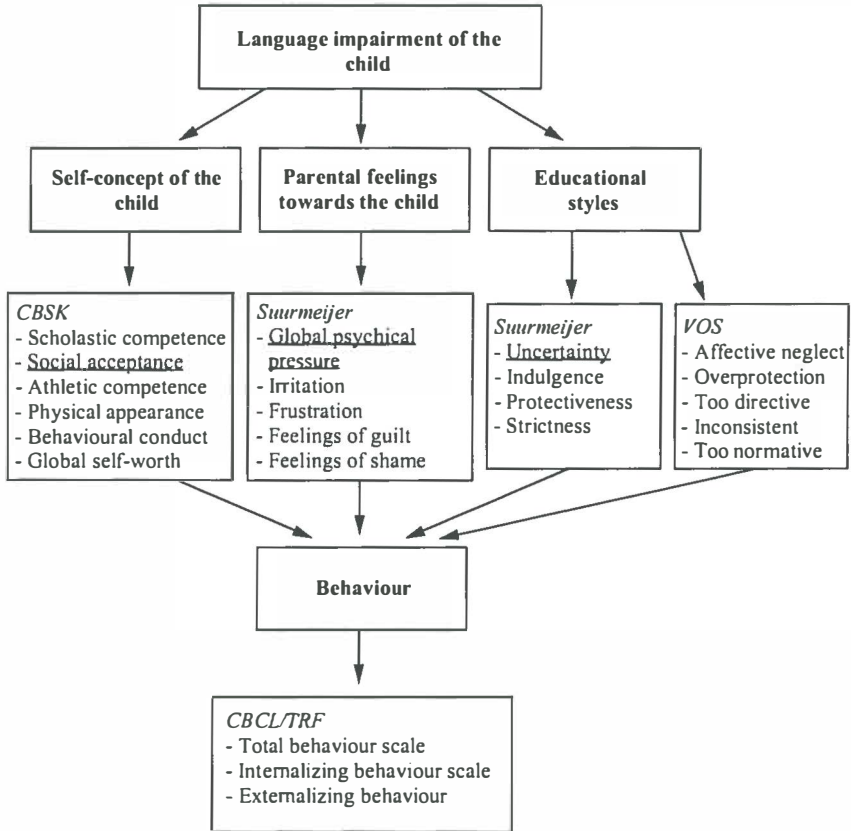 Language impairment of the
child
Self-concept of the
child
Parental feelings
towards the child
Educational
styles
CBSK
- Scholastic competence
- Social acceptance
- Athletic competence
- Physical appearance
- Behavioural conduct
- Global self-worth
Suurmeijer
- Global psychical
pressure
- Irritation
- Frustration
- Feelings of guilt
- Feelings of shame
Suurmeijer
- Uncertainty
- Indulgence
- Protectiveness
- Strictness
VOS
- Affective neglect
- Overprotection
- Too directive
- Inconsistent
- Too normative
Behaviour
CBCL/TRF
- Total behaviour scale
- Internalizing behaviour scale
- Externalizing behaviour